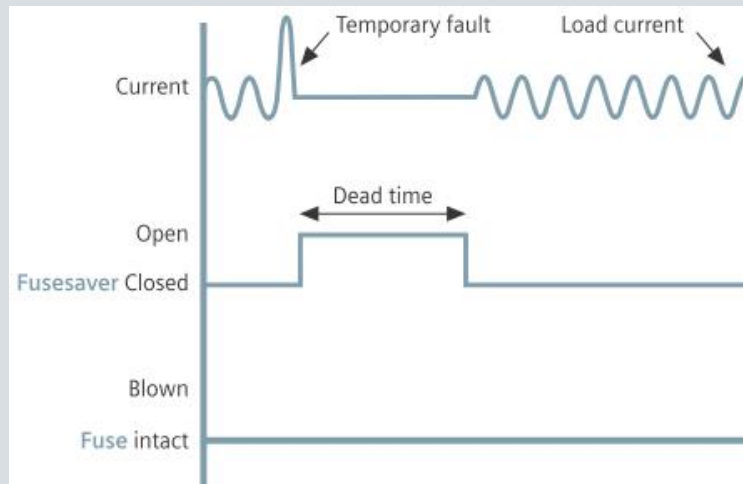 Temporary fault
Load current
Current
Dead time
Open
Fusesaver Closed
Blown
Fuse intact